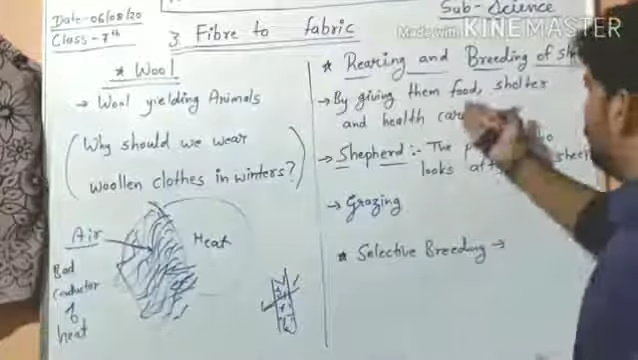 Date-06/08/20
Class-7th
Sub-Science
Made with KINEMASTER
3 Fibre to fabric
* Wool
→ Wool yielding Animals
(Why should we wear
woollen clothes in winters?)
Air
Heat
Bad
conductor
of
heat
* Rearing and Breeding of
→ By giving them food, shelter
and health
→ Shepherd :- The
looks
→ Grazing
* Selective Breeding →